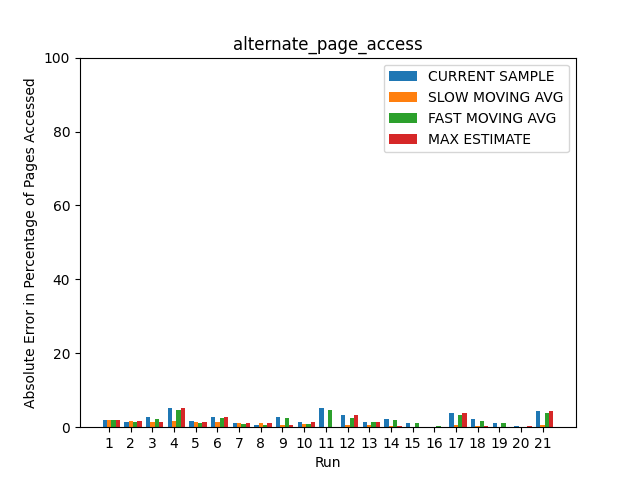 alternate_page_access
100
80
60
40
20
0
Absolute Error in Percentage of Pages Accessed
CURRENT SAMPLE
SLOW MOVING AVG
FAST MOVING AVG
MAX ESTIMATE
1 2 3 4 5 6 7 8 9 10 11 12 13 14 15 16 17 18 19 20 21
Run